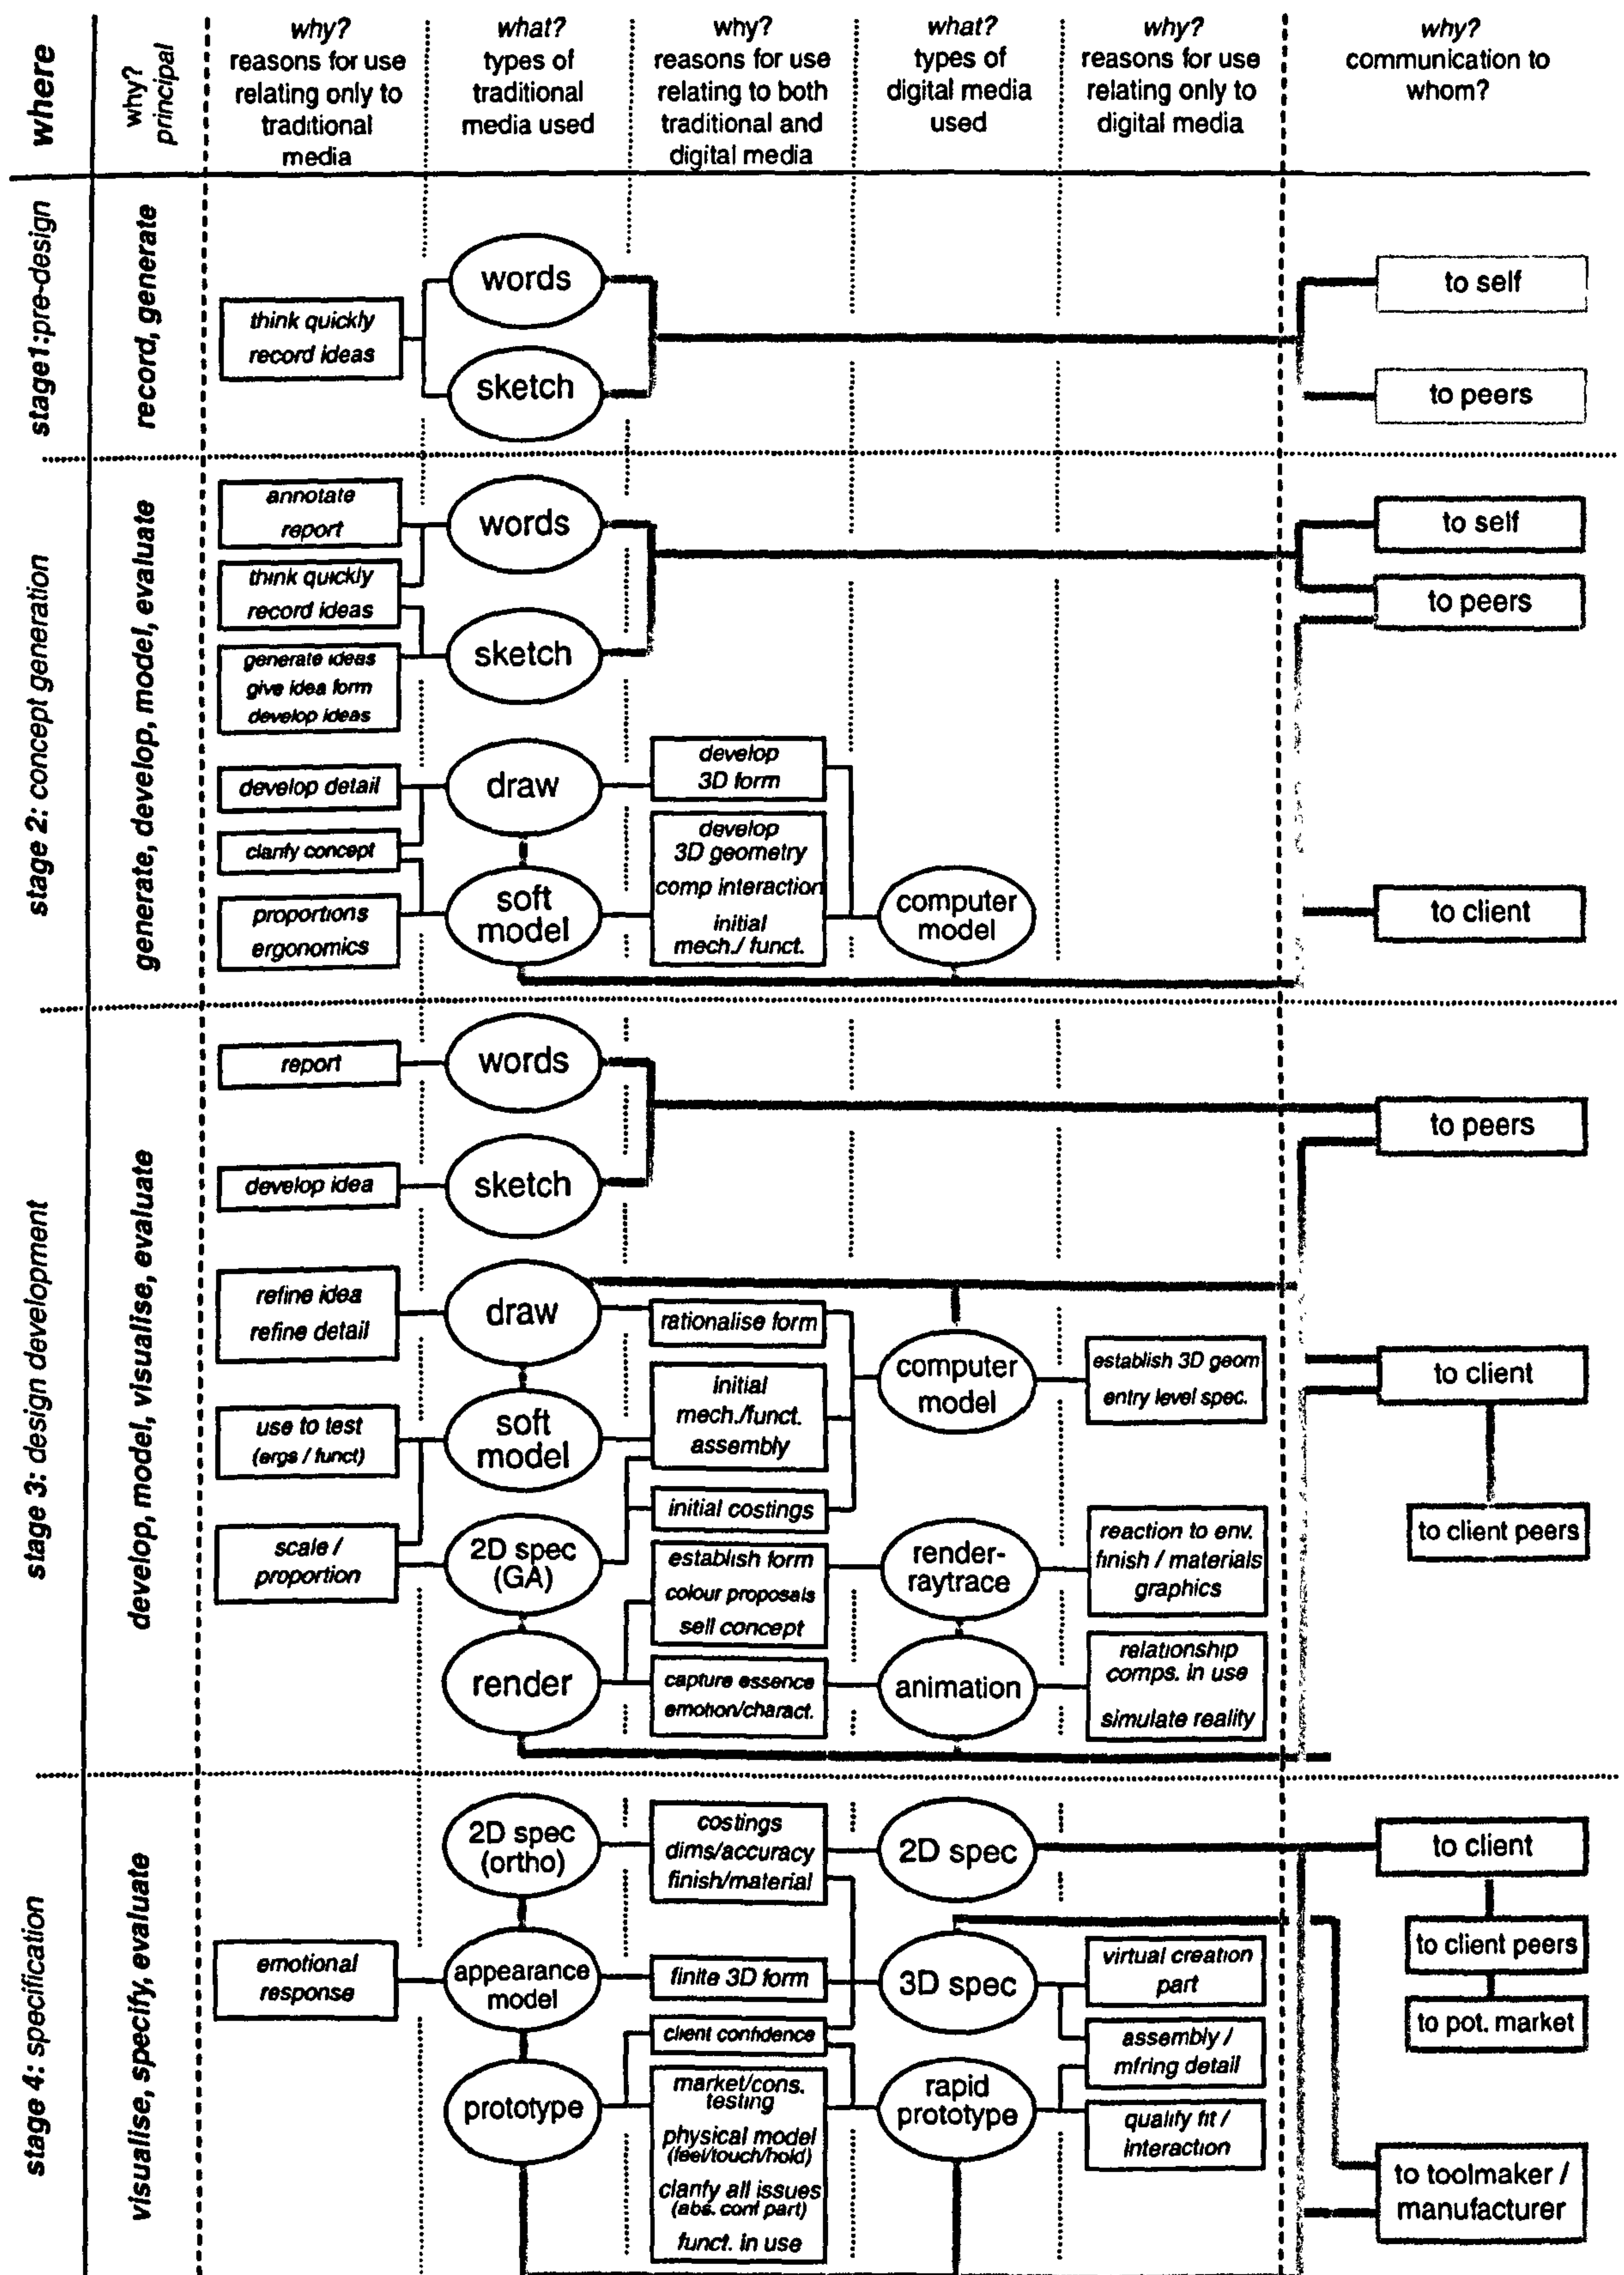 where
why?
principal
why?
reasons for use
relating only to
traditional
media
what?
types of
traditional
media used
why?
reasons for use
relating to both
traditional and
digital media
what?
types of
digital media
used
why?
reasons for use
relating only to
digital media
why?
communication to
whom?
stage1:pre-design
record, generate
think quickly
record ideas
words
sketch
to self
to peers
stage 2: concept generation
generate, develop, model, evaluate
annotate
report
think quickly
record ideas
generate ideas
give idea form
develop ideas
develop detail
clarify concept
proportions
ergonomics
words
sketch
draw
soft
model
develop
3D form
develop
3D geometry
comp interaction
initial
mech./ funct.
computer
model
to self
to peers
to client
stage 3: design development
develop, model, visualise, evaluate
report
develop idea
refine idea
refine detail
use to test
(ergs / funct)
scale /
proportion
words
sketch
draw
soft
model
2D spec
(GA)
render
rationalise form
initial
mech./funct.
assembly
initial costings
establish form
colour proposals
sell concept
capture essence
emotion/charact.
computer
model
render-
raytrace
animation
establish 3D geom
entry level spec.
reaction to env.
finish / materials
graphics
relationship
comps. in use
simulate reality
to peers
to client
to client peers
stage 4: specification
visualise, specify, evaluate
emotional
response
2D spec
(ortho)
appearance
model
prototype
costings
dims/accuracy
finish/material
finite 3D form
client confidence
market/cons.
testing
physical model
(feel/touch/hold)
clarify all issues
(abs. conf part)
funct. in use
2D spec
3D spec
rapid
prototype
virtual creation
part
assembly /
mfring detail
qualify fit /
interaction
to client
to client peers
to pot. market
to toolmaker /
manufacturer